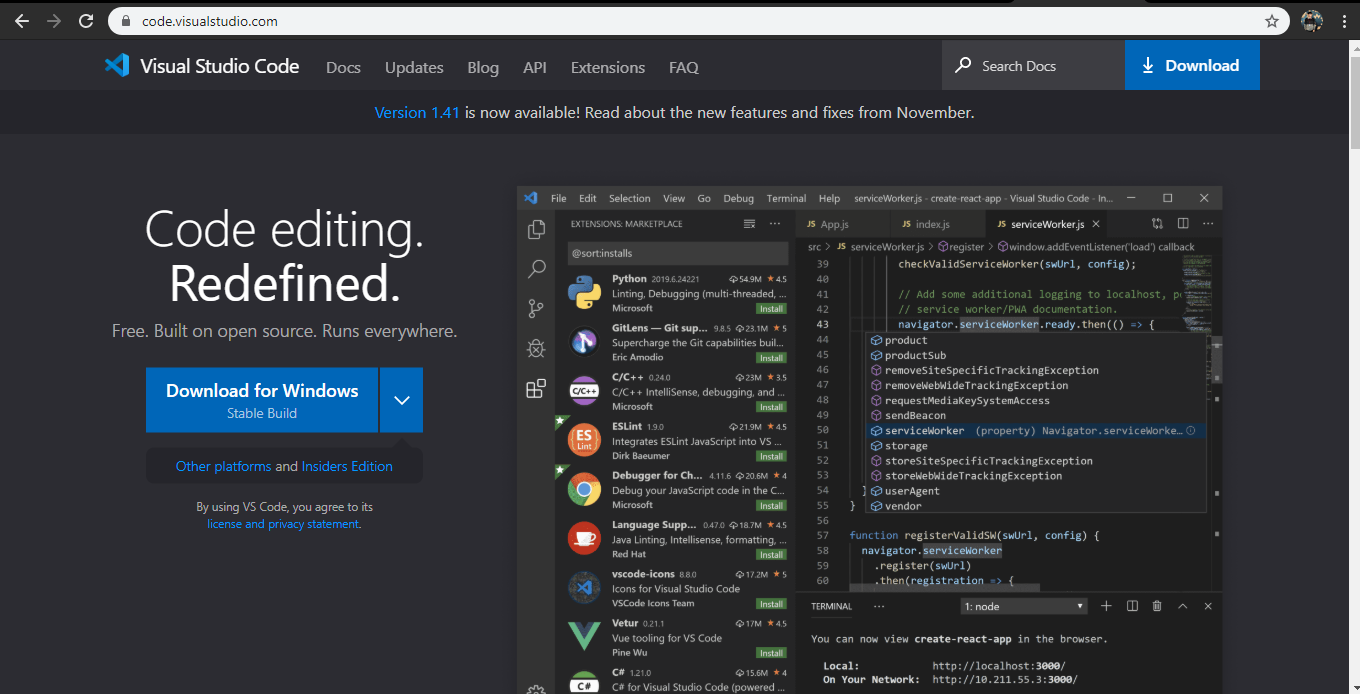 code.visualstudio.com
Visual Studio Code
Docs
Updates
Blog
API
Extensions
FAQ
Search Docs
Download
Version 1.41 is now available! Read about the new features and fixes from November.
Code editing.
Redefined.
Free. Built on open source. Runs everywhere.
Download for Windows
Stable Build
Other platforms and Insiders Edition
By using VS Code, you agree to its
license and privacy statement.
File Edit Selection View Go Debug Terminal Help serviceWorker.js - create-react-app - Visual Studio Code - In...
EXTENSIONS: MARKETPLACE
@sort:installs
Python 2019.6.24221 54.9M 4.5
Linting, Debugging (multi-threaded, ...
Microsoft Install
GitLens — Git sup... 9.8.5 23.1M 5
Supercharge the Git capabilities buil...
Eric Amodio Install
C/C++
C/C++ 0.24.0 23M 3.5
C/C++ IntelliSense, debugging, and ...
Microsoft Install
ES
Lint
ESLint 1.9.0 21.9M 4.5
Integrates ESLint JavaScript into VS ...
Dirk Baeumer Install
Debugger for Ch... 4.11.6 20.6M 4
Debug your JavaScript code in the C...
Microsoft Install
Language Supp... 0.47.0 18.7M 4.5
Java Linting, Intellisense, formatting, ...
Red Hat Install
vscode-icons 8.8.0 17.2M 5
Icons for Visual Studio Code
VSCode Icons Team Install
Vetur 0.21.1 17M 4.5
Vue tooling for VS Code
Pine Wu Install
C#
C# 1.21.0 15.6M 4
C# for Visual Studio Code (powered ...
JS App.js
JS index.js
JS serviceWorker.js
src > JS serviceWorker.js > register > window.addEventListener('load') callback
39 checkValidServiceWorker(swUrl, config);
40
41 // Add some additional logging to localhost, p
42 // service worker/PWA documentation.
43 navigator.serviceWorker.ready.then(() => {
44 product
45 productSub
46 removeSiteSpecificTrackingException
47 removeWebWideTrackingException
48 requestMediaKeySystemAccess
49 sendBeacon
50 serviceWorker (property) Navigator.serviceWorke...
51 storage
52 storeSiteSpecificTrackingException
53 storeWebWideTrackingException
54 } userAgent
55 } vendor
56
57 function registerValidSW(swUrl, config) {
58 navigator.serviceWorker
59 .register(swUrl)
60 .then(registration => {
TERMINAL ... 1: node
You can now view create-react-app in the browser.
Local: http://localhost:3000/
On Your Network: http://10.211.55.3:3000/